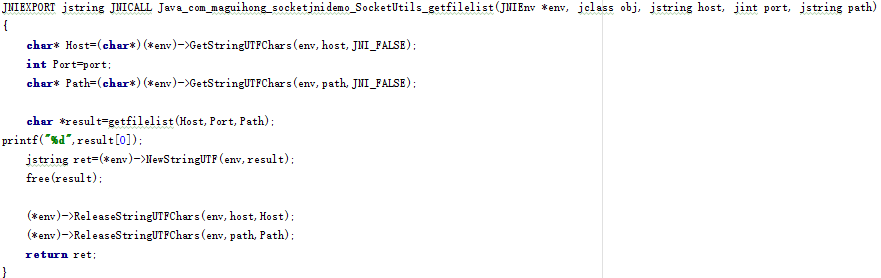 JNIEXPORT jstring JNICALL Java_com_maguihong_socketjnidemo_SocketUtils_getfilelist(JNIEnv *env, jclass obj, jstring host, jint port, jstring path)
{
    char* Host=(char*)(*env)->GetStringUTFChars(env,host,JNI_FALSE);
    int Port=port;
    char* Path=(char*)(*env)->GetStringUTFChars(env,path,JNI_FALSE);

    char *result=getfilelist(Host,Port,Path);
printf("%d",result[0]);
    jstring ret=(*env)->NewStringUTF(env,result);
    free(result);

    (*env)->ReleaseStringUTFChars(env,host,Host);
    (*env)->ReleaseStringUTFChars(env,path,Path);
    return ret;
}